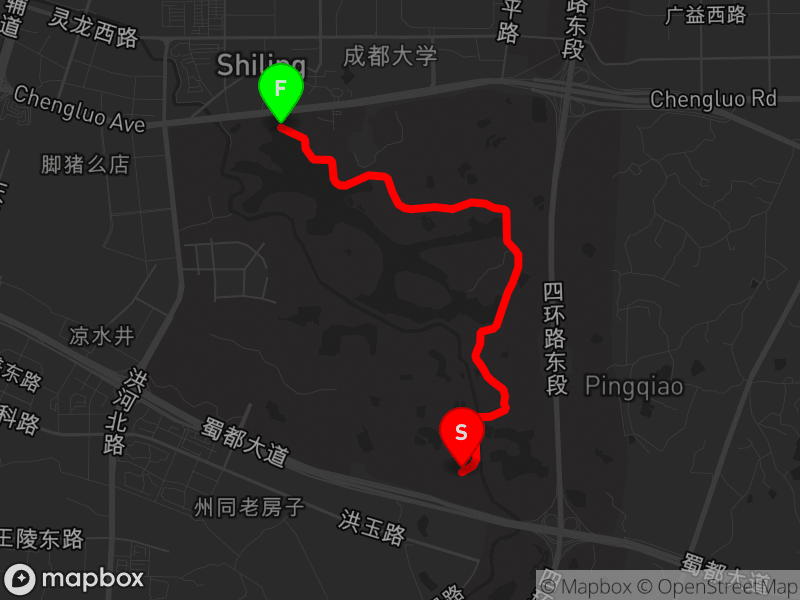 辅道
灵龙西路
Shiling
成都大学
平路
路东段
广益西路
Chengluo Ave
Chengluo Rd
F
脚猪么店
四环路东段
凉水井
洪河北路
东路
科路
Pingqiao
蜀都大道
S
州同老房子
洪玉路
王陵东路
蜀都大道
mapbox
© Mapbox © OpenStreetMap